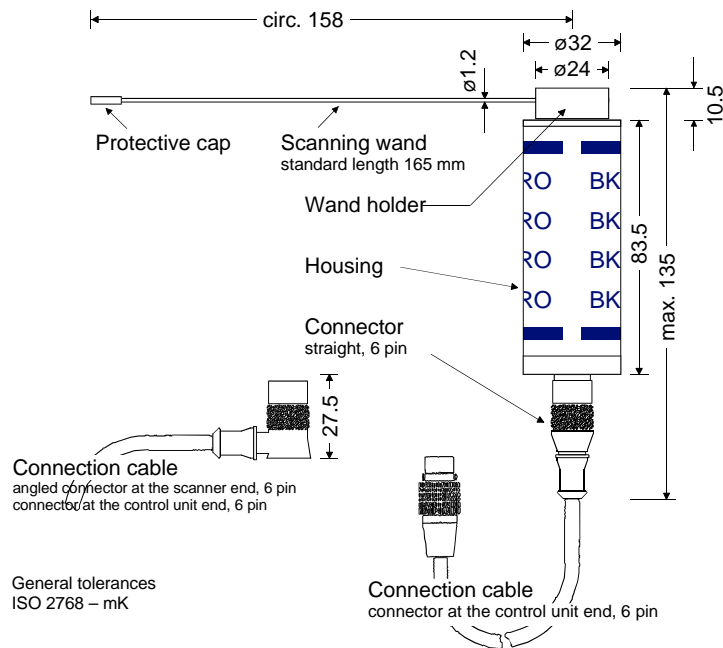 circ. 158
ø32
ø24
ø1.2
10.5
Protective cap
Scanning wand
standard length 165 mm
Wand holder
RO BK
RO BK
RO BK
RO BK
83.5
max. 135
Housing
Connector
straight, 6 pin
27.5
Connection cable
angled connector at the scanner end, 6 pin
connector at the control unit end, 6 pin
General tolerances
ISO 2768 – mK
Connection cable
connector at the control unit end, 6 pin